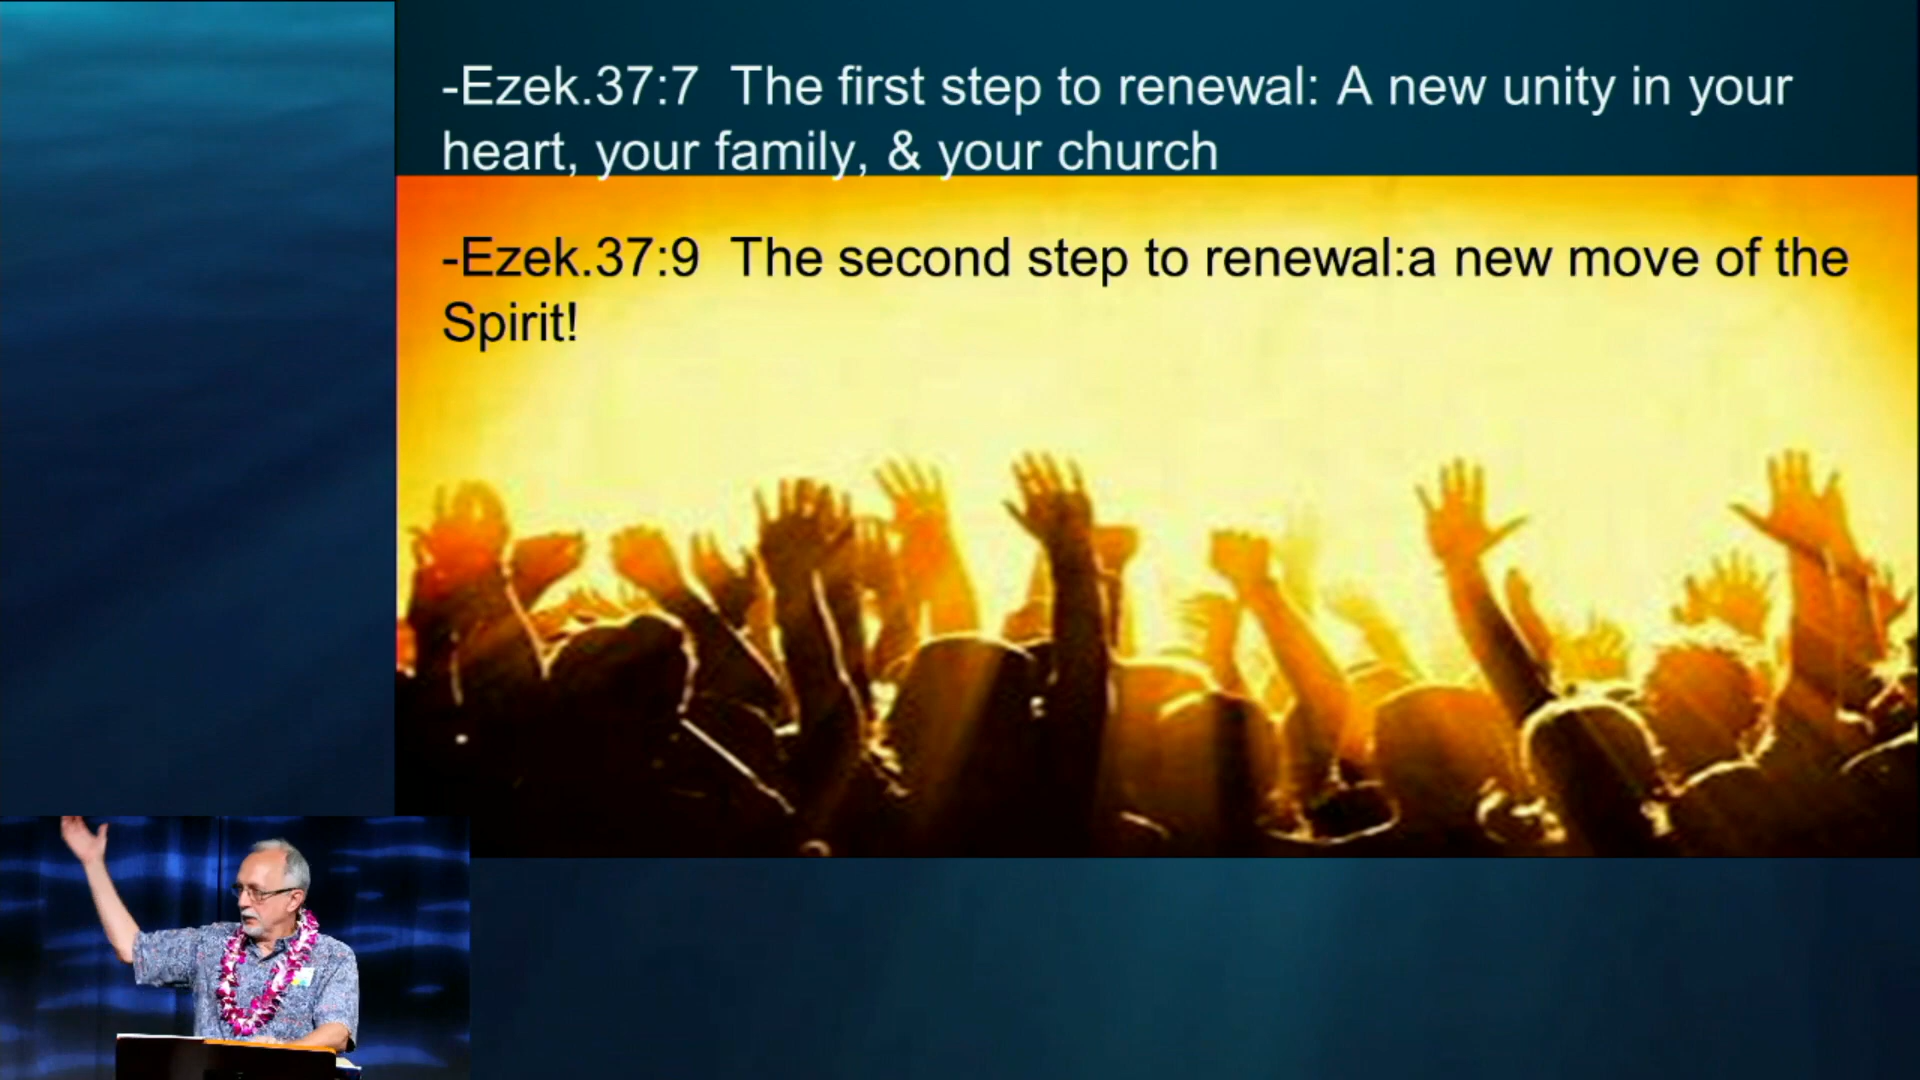 -Ezek.37:7  The first step to renewal: A new unity in your
heart, your family, & your church
-Ezek.37:9  The second step to renewal:a new move of the
Spirit!